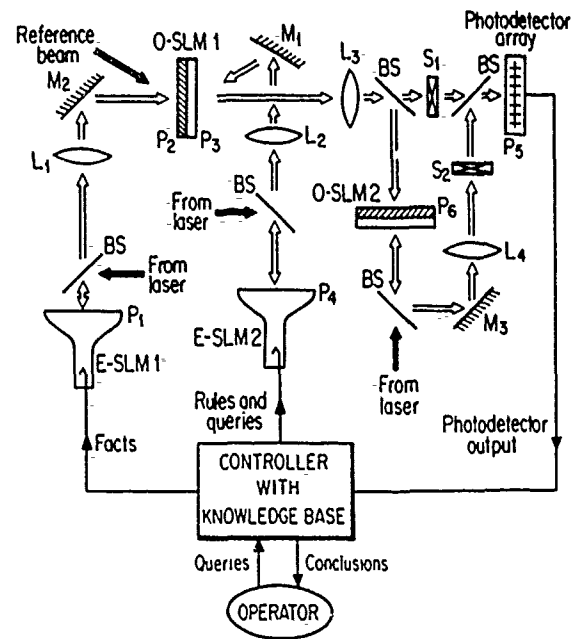 Reference beam
O-SLM 1
M1
M2
P2 P3
L1
L2
L3
BS
S1
BS
Photodetector array
P5
S2
O-SLM2
P6
L4
BS
From laser
BS
From laser
BS
M3
From laser
P1
E-SLM1
P4
E-SLM2
Facts
Rules and queries
Photodetector output
CONTROLLER
WITH
KNOWLEDGE BASE
Queries
Conclusions
OPERATOR